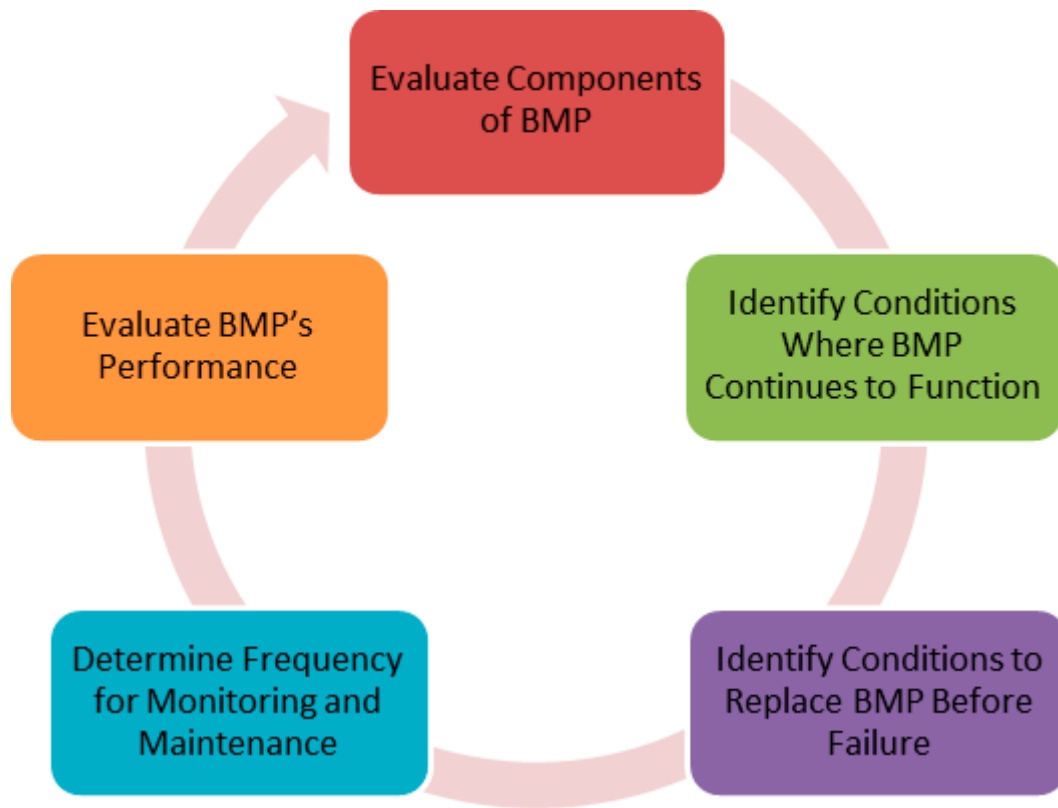 Evaluate Components
of BMP
Identify Conditions
Where BMP
Continues to Function
Identify Conditions to
Replace BMP Before
Failure
Determine Frequency
for Monitoring and
Maintenance
Evaluate BMP’s
Performance